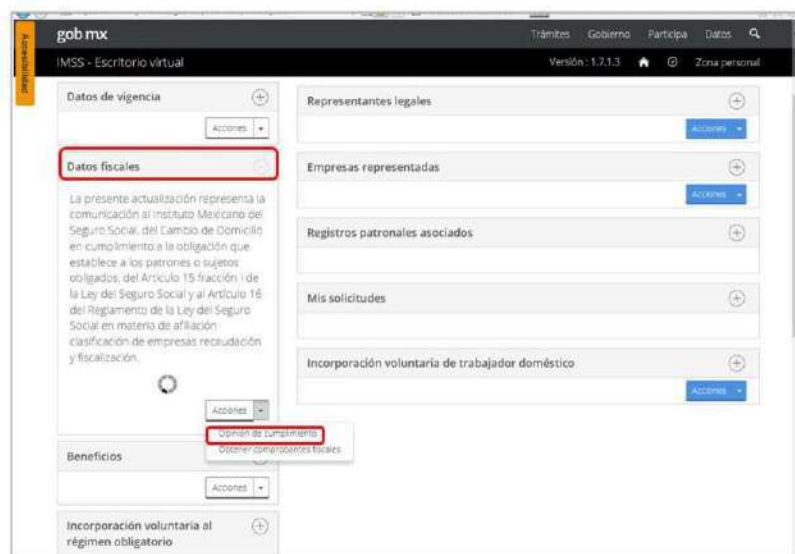 Accesibilidad
gob mx
Trámites Gobierno Participa Datos
IMSS - Escritorio virtual
Versión : 1.7.1.3 Zona personal
Datos de vigencia
Acciones
Datos fiscales
La presente actualización representa la
comunicación al Instituto Mexicano del
Seguro Social, del Cambio de Domicilio
en cumplimiento a la obligación que
establece a los patrones o sujetos
obligados, del Artículo 15 fracción I de
la Ley del Seguro Social y al Artículo 16
del Reglamento de la Ley del Seguro
Social en materia de afiliación
clasificación de empresas recaudación
y fiscalización.
Acciones
Opinión de cumplimiento
Obtener comprobantes fiscales
Beneficios
Acciones
Incorporación voluntaria al
régimen obligatorio
Representantes legales
Acciones
Empresas representadas
Acciones
Registros patronales asociados
Mis solicitudes
Incorporación voluntaria de trabajador doméstico
Acciones